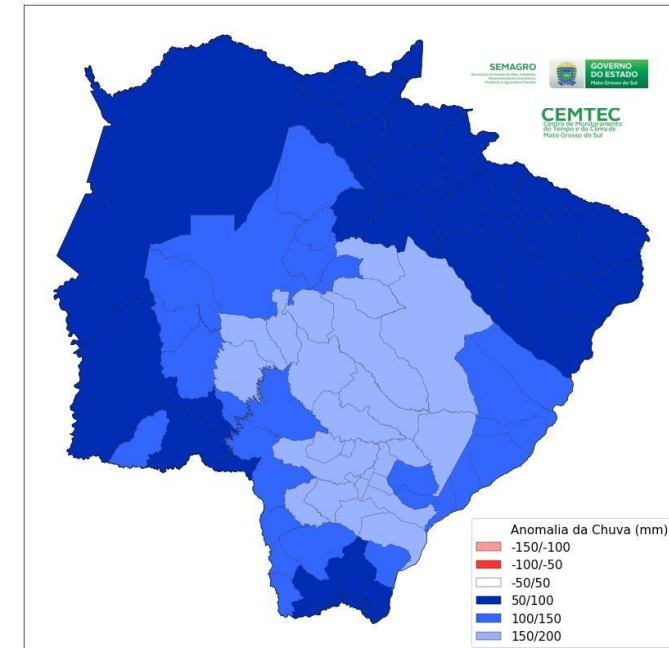 SEMAGRO
GOVERNO
DO ESTADO
Mato Grosso do Sul
CEMTEC
Centro de Monitoramento
do Tempo e do Clima de
Mato Grosso do Sul
Anomalia da Chuva (mm)
-150/-100
-100/-50
-50/50
50/100
100/150
150/200